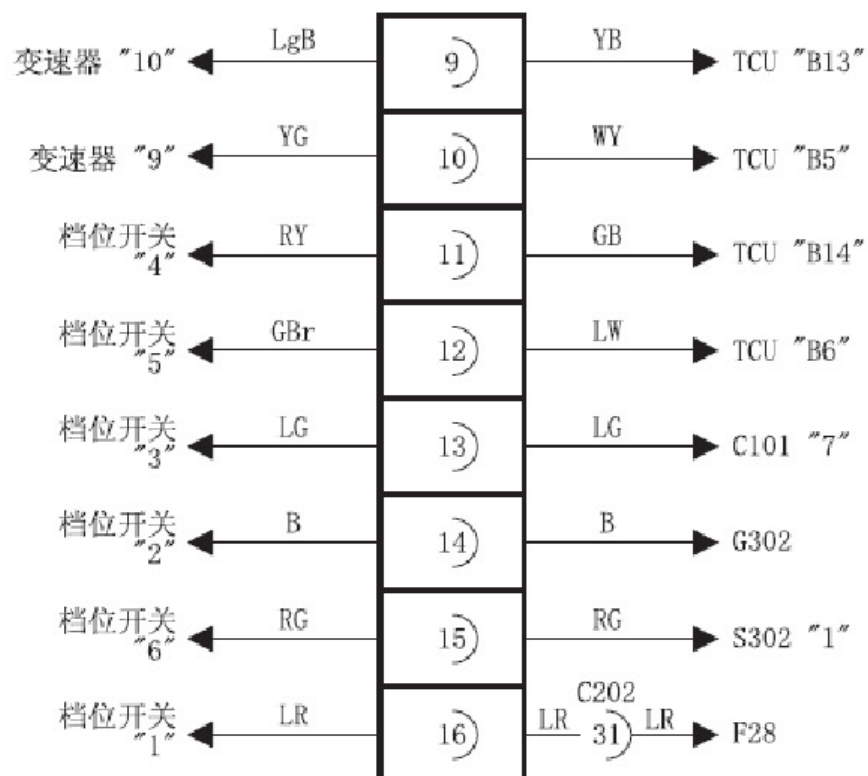 变速器 "10" LgB 9 YB TCU "B13"
变速器 "9" YG 10 WY TCU "B5"
档位开关 "4" RY 11 GB TCU "B14"
档位开关 "5" GBr 12 LW TCU "B6"
档位开关 "3" LG 13 LG C101 "7"
档位开关 "2" B 14 B G302
档位开关 "6" RG 15 RG S302 "1"
C202
档位开关 "1" LR 16 LR 31 LR F28